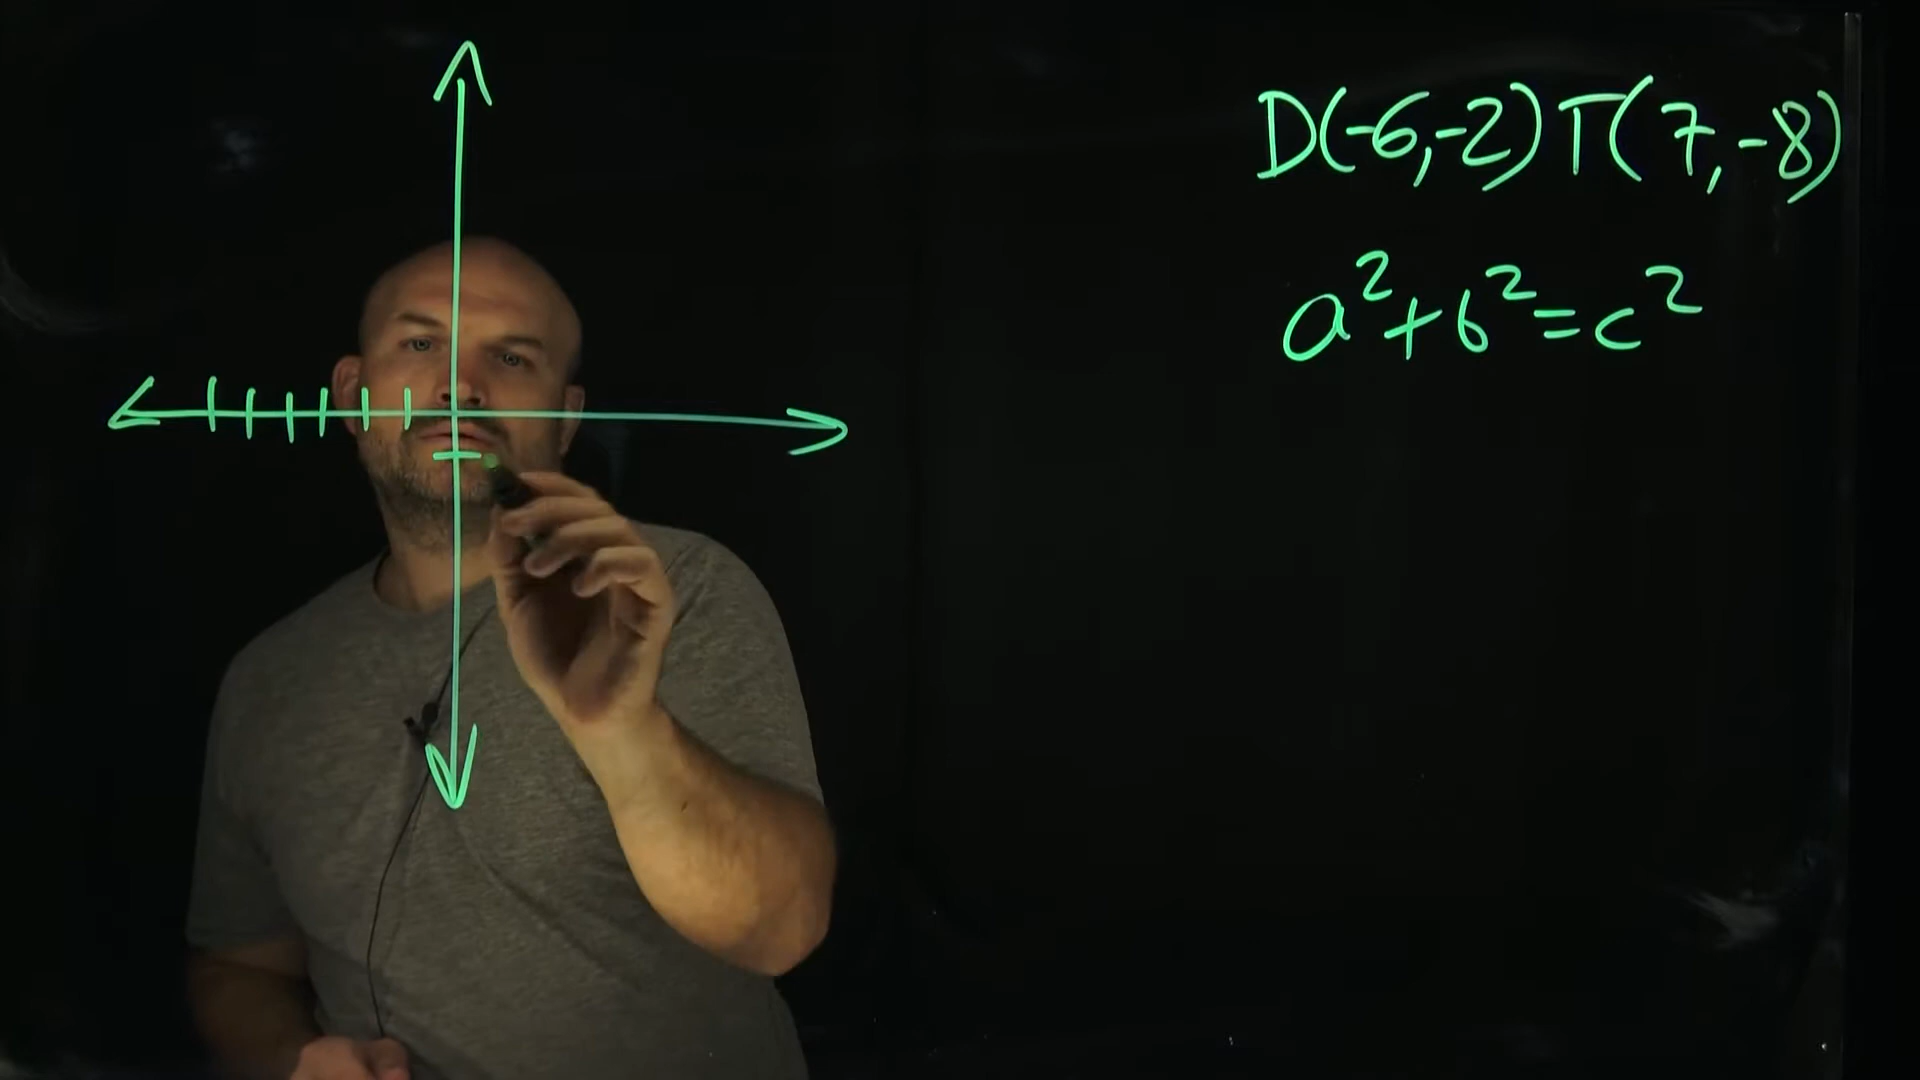 D(-6,-2) T(7,-8)
a²+b²=c²